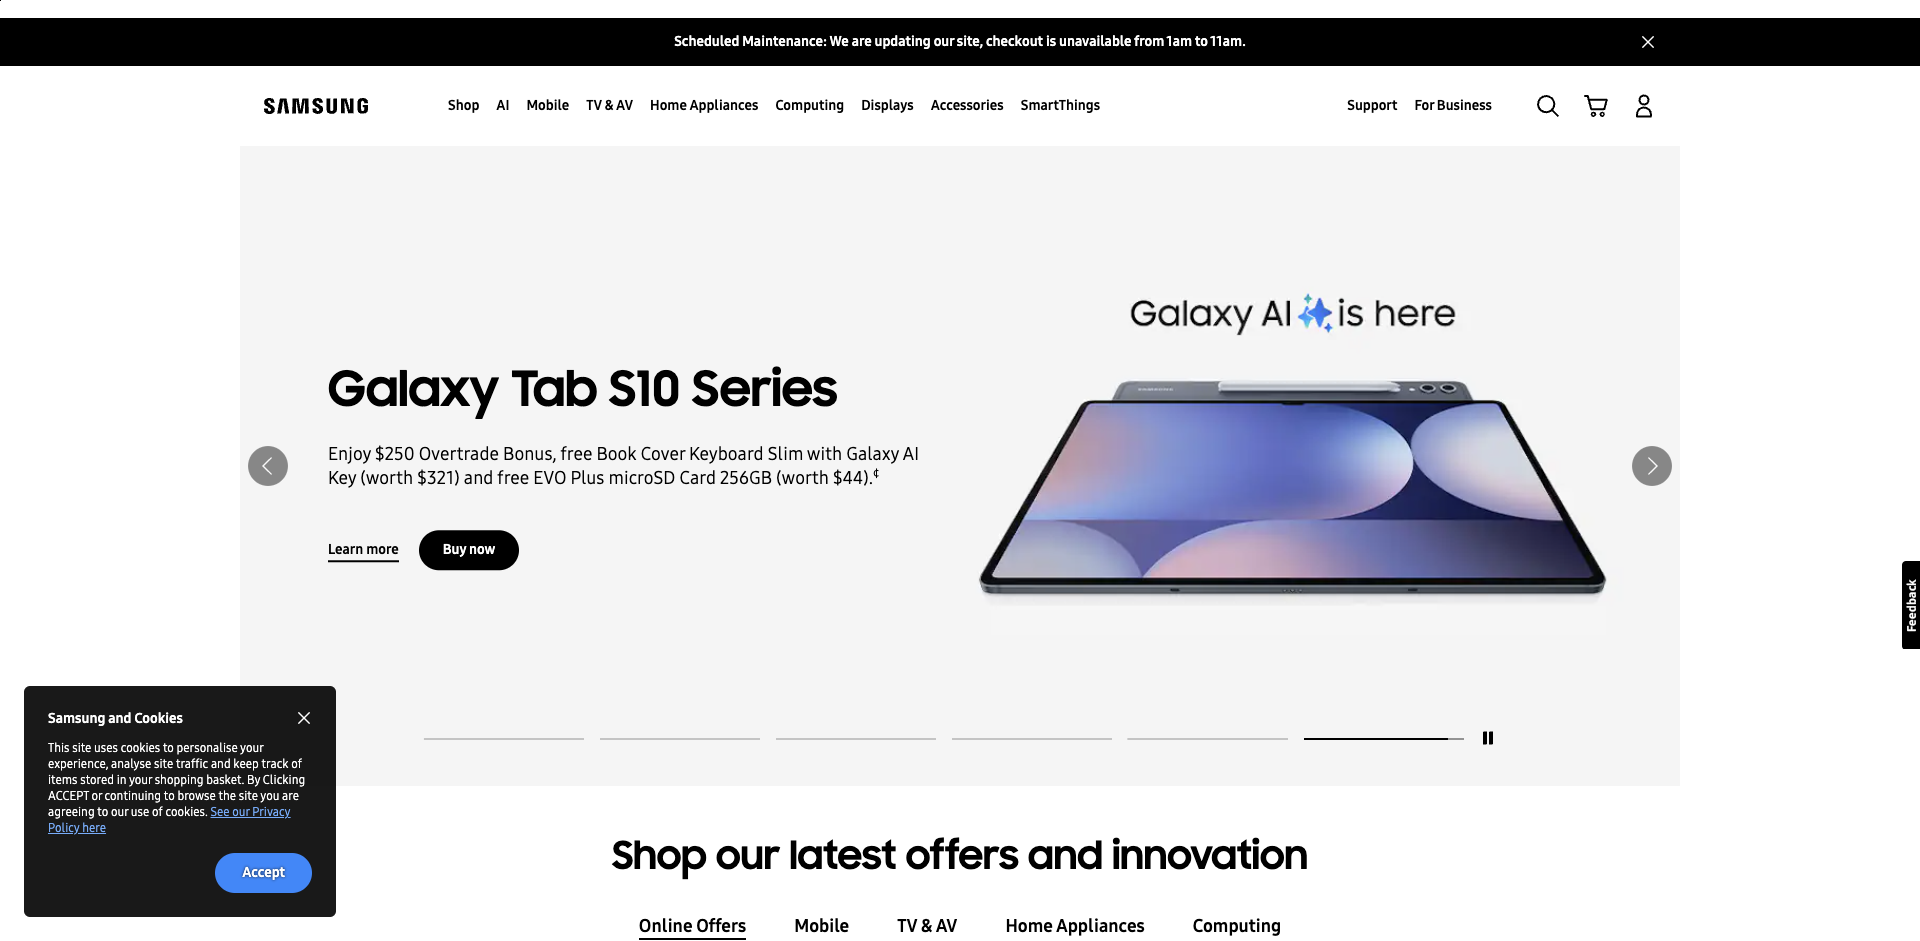 Scheduled Maintenance: We are updating our site, checkout is unavailable from 1am to 11am.
SAMSUNG
Shop AI Mobile TV & AV Home Appliances Computing Displays Accessories SmartThings Support For Business
Galaxy AI is here
Galaxy Tab S10 Series
Enjoy $250 Overtrade Bonus, free Book Cover Keyboard Slim with Galaxy AI
Key (worth $321) and free EVO Plus microSD Card 256GB (worth $44).¢
Learn more
Buy now
SAMSUNG
Feedback
Samsung and Cookies
This site uses cookies to personalise your
experience, analyse site traffic and keep track of
items stored in your shopping basket. By Clicking
ACCEPT or continuing to browse the site you are
agreeing to our use of cookies. See our Privacy
Policy here
Accept
Shop our latest offers and innovation
Online Offers Mobile TV & AV Home Appliances Computing